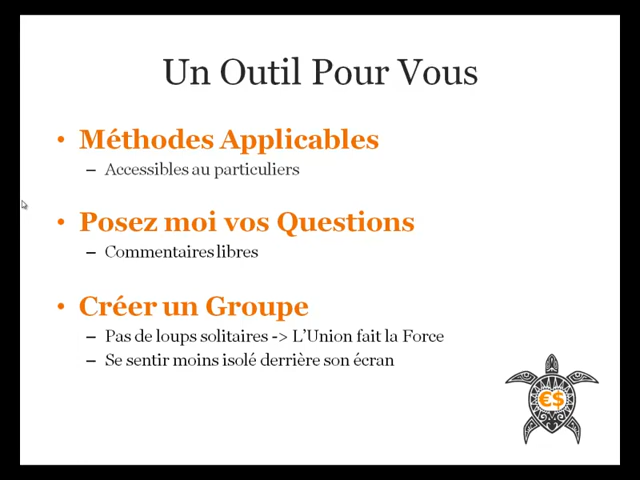 Un Outil Pour Vous
• Méthodes Applicables
– Accessibles au particuliers
• Posez moi vos Questions
– Commentaires libres
• Créer un Groupe
– Pas de loups solitaires -> L'Union fait la Force
– Se sentir moins isolé derrière son écran
€$